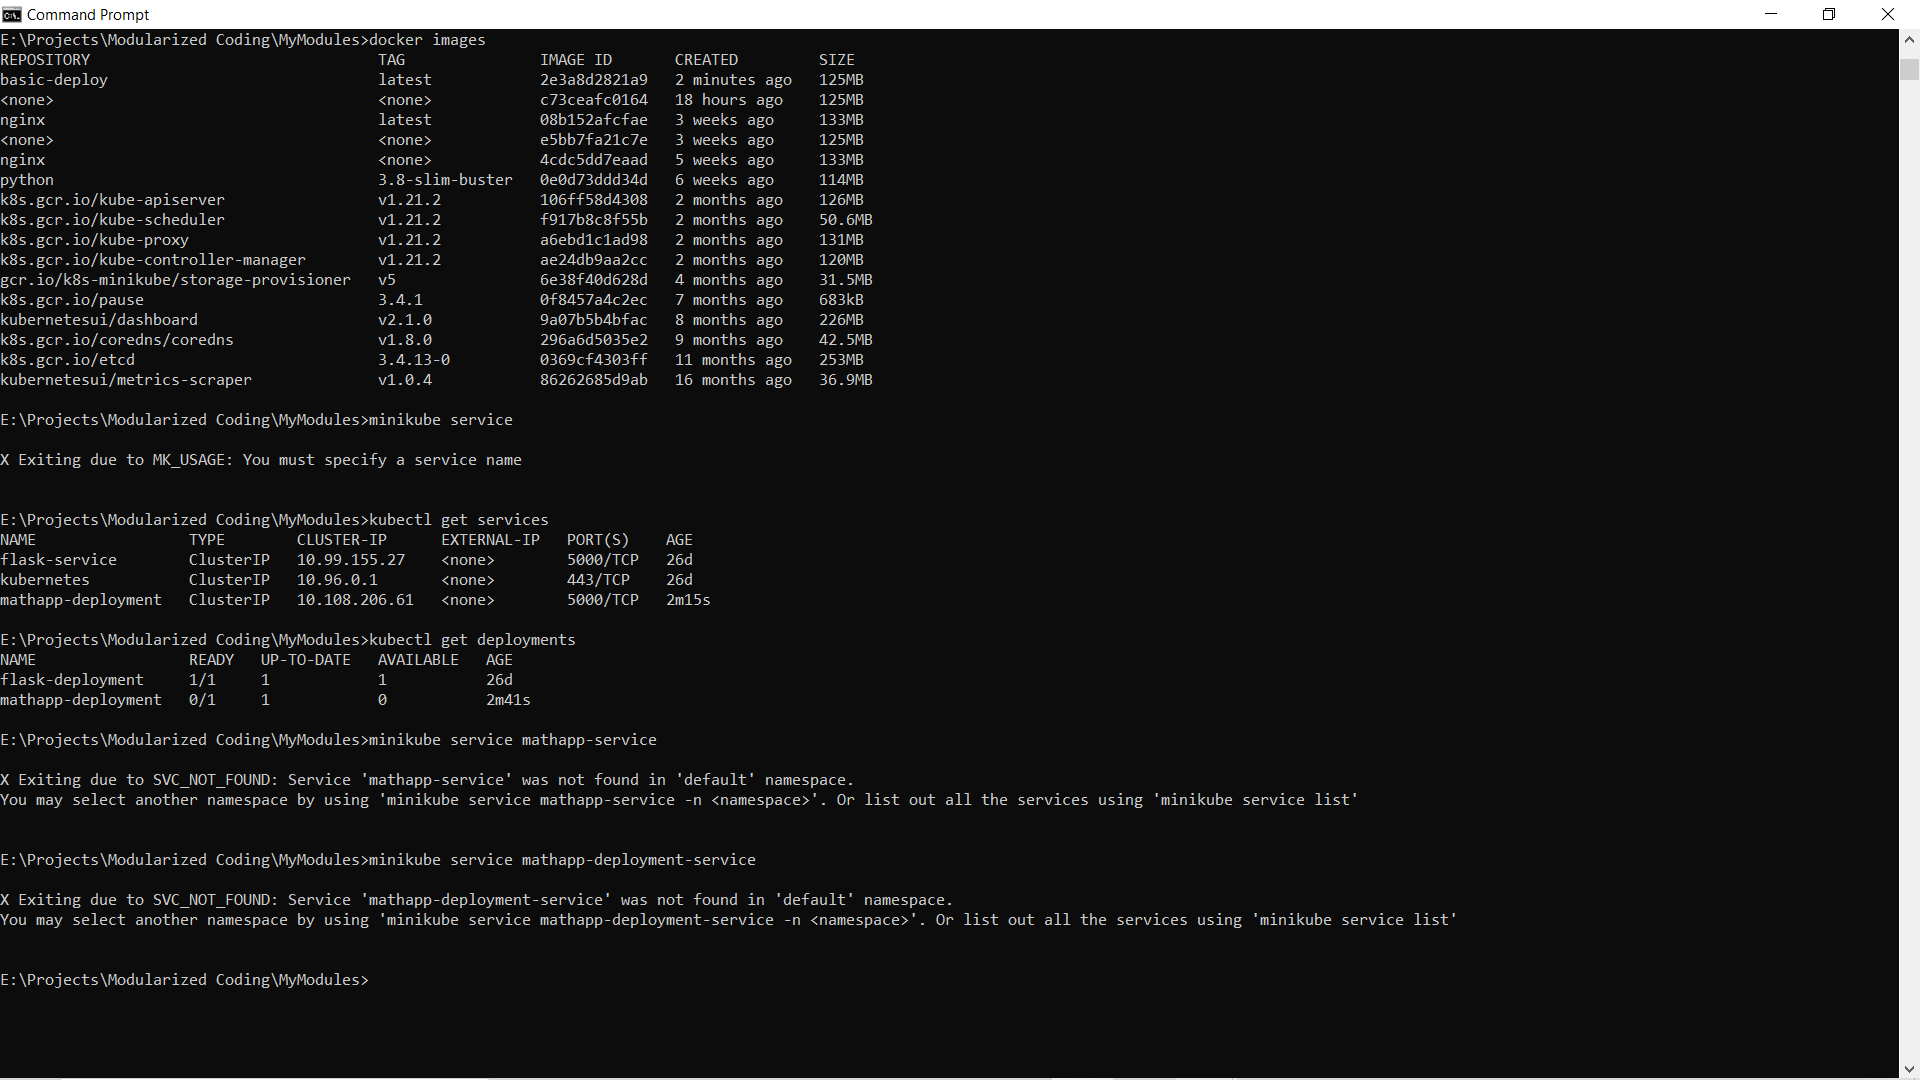 Command Prompt
E:\Projects\Modularized Coding\MyModules>docker images
REPOSITORY TAG IMAGE ID CREATED SIZE
basic-deploy latest 2e3a8d2821a9 2 minutes ago 125MB
<none> <none> c73ceafc0164 18 hours ago 125MB
nginx latest 08b152afcfae 3 weeks ago 133MB
<none> <none> e5bb7fa21c7e 3 weeks ago 125MB
nginx <none> 4cdc5dd7eaad 5 weeks ago 133MB
python 3.8-slim-buster 0e0d73ddd34d 6 weeks ago 114MB
k8s.gcr.io/kube-apiserver v1.21.2 106ff58d4308 2 months ago 126MB
k8s.gcr.io/kube-scheduler v1.21.2 f917b8c8f55b 2 months ago 50.6MB
k8s.gcr.io/kube-proxy v1.21.2 a6ebd1c1ad98 2 months ago 131MB
k8s.gcr.io/kube-controller-manager v1.21.2 ae24db9aa2cc 2 months ago 120MB
gcr.io/k8s-minikube/storage-provisioner v5 6e38f40d628d 4 months ago 31.5MB
k8s.gcr.io/pause 3.4.1 0f8457a4c2ec 7 months ago 683kB
kubernetesui/dashboard v2.1.0 9a07b5b4bfac 8 months ago 226MB
k8s.gcr.io/coredns/coredns v1.8.0 296a6d5035e2 9 months ago 42.5MB
k8s.gcr.io/etcd 3.4.13-0 0369cf4303ff 11 months ago 253MB
kubernetesui/metrics-scraper v1.0.4 86262685d9ab 16 months ago 36.9MB
E:\Projects\Modularized Coding\MyModules>minikube service
X Exiting due to MK_USAGE: You must specify a service name
E:\Projects\Modularized Coding\MyModules>kubectl get services
NAME TYPE CLUSTER-IP EXTERNAL-IP PORT(S) AGE
flask-service ClusterIP 10.99.155.27 <none> 5000/TCP 26d
kubernetes ClusterIP 10.96.0.1 <none> 443/TCP 26d
mathapp-deployment ClusterIP 10.108.206.61 <none> 5000/TCP 2m15s
E:\Projects\Modularized Coding\MyModules>kubectl get deployments
NAME READY UP-TO-DATE AVAILABLE AGE
flask-deployment 1/1 1 1 26d
mathapp-deployment 0/1 1 0 2m41s
E:\Projects\Modularized Coding\MyModules>minikube service mathapp-service
X Exiting due to SVC_NOT_FOUND: Service 'mathapp-service' was not found in 'default' namespace.
You may select another namespace by using 'minikube service mathapp-service -n <namespace>'. Or list out all the services using 'minikube service list'
E:\Projects\Modularized Coding\MyModules>minikube service mathapp-deployment-service
X Exiting due to SVC_NOT_FOUND: Service 'mathapp-deployment-service' was not found in 'default' namespace.
You may select another namespace by using 'minikube service mathapp-deployment-service -n <namespace>'. Or list out all the services using 'minikube service list'
E:\Projects\Modularized Coding\MyModules>